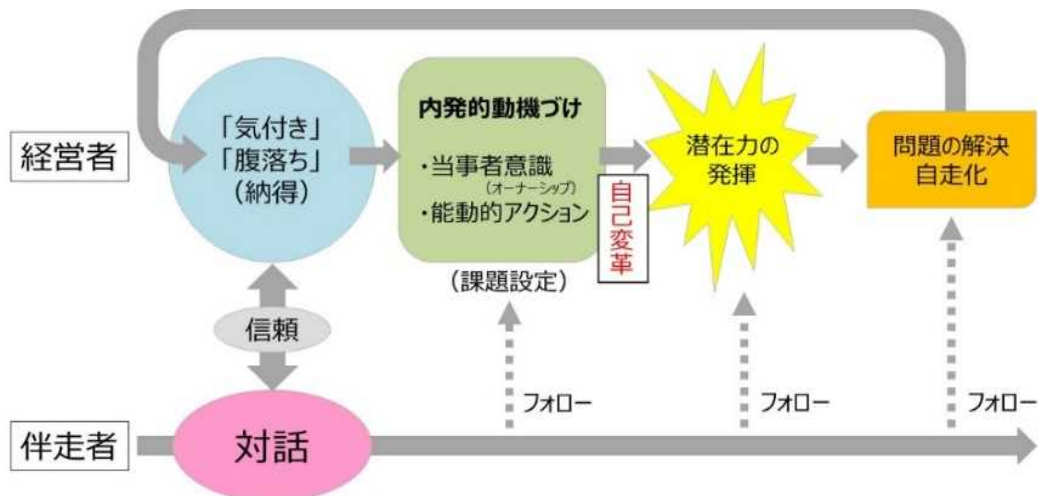 経営者
「気付き」
「腹落ち」
(納得)
内発的動機づけ
・当事者意識
(オーナーシップ)
・能動的アクション
(課題設定)
自己変革
潜在力の
発揮
問題の解決
自走化
信頼
フォロー
フォロー
フォロー
伴走者
対話